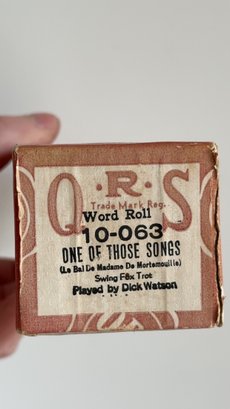 Q·R·S
Trade Mark Reg.
Word Roll
10-063
ONE OF THOSE SONGS
(Le Bal De Madame De Mortemouille)
Swing Fox Trot
Played by Dick Watson